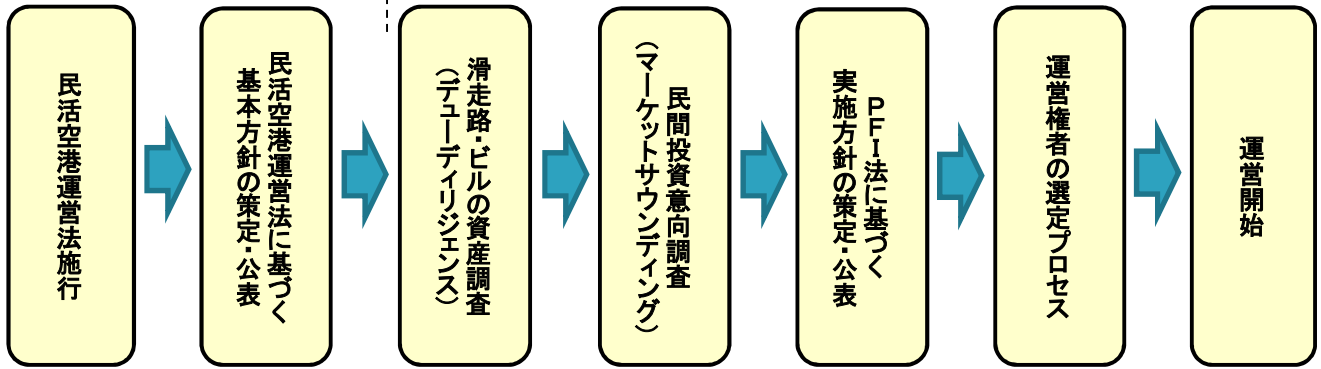 民活空港運営法施行
民活空港運営法に基づく
基本方針の策定・公表
滑走路・ビルの資産調査
（デューディリジェンス）
民間投資意向調査
（マーケットサウンディング）
ＰＦＩ法に基づく
実施方針の策定・公表
運営権者の選定プロセス
運営開始